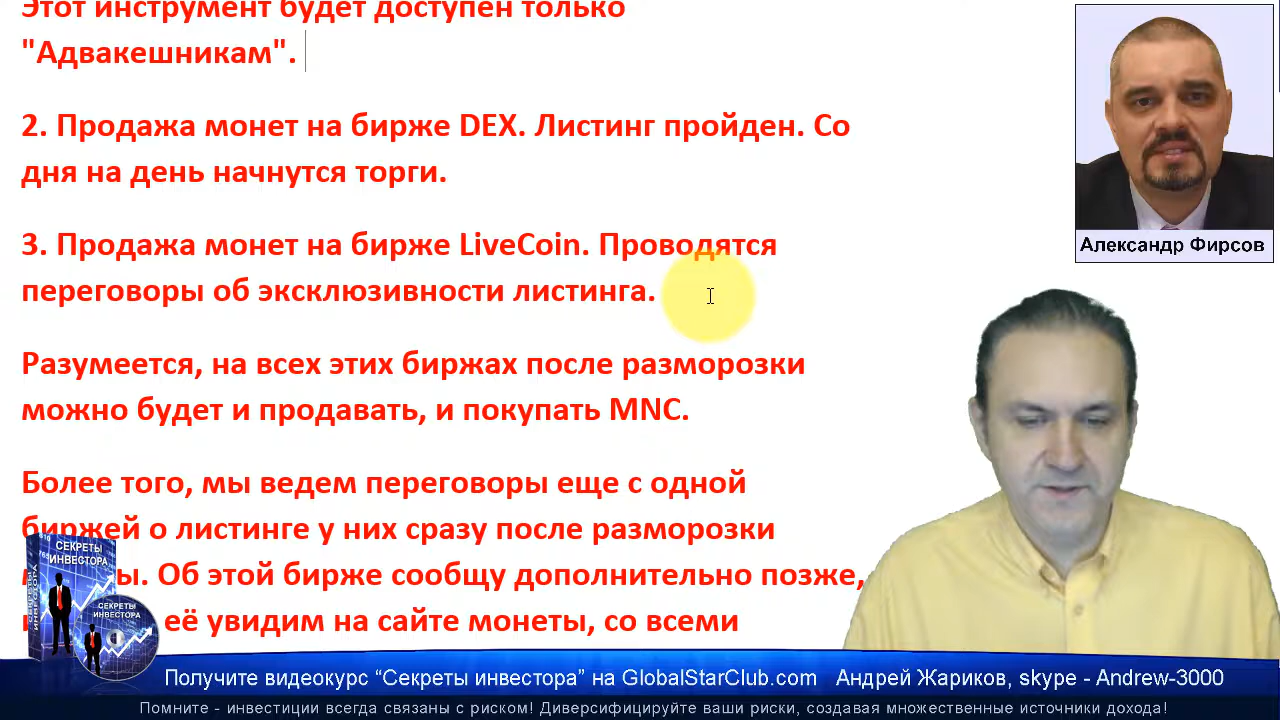 Этот инструмент будет доступен только
"Адвакешникам".
2. Продажа монет на бирже DEX. Листинг пройден. Со
дня на день начнутся торги.
3. Продажа монет на бирже LiveCoin. Проводятся
переговоры об эксклюзивности листинга.
Разумеется, на всех этих биржах после разморозки
можно будет и продавать, и покупать MNC.
Более того, мы ведем переговоры еще с одной
биржей о листинге у них сразу после разморозки
Об этой бирже сообщу дополнительно позже,
её увидим на сайте монеты, со всеми
Александр Фирсов
СЕКРЕТЫ
ИНВЕСТОРА
СЕКРЕТЫ
ИНВЕСТОРА
СЕКРЕТЫ
ИНВЕСТОРА
Получите видеокурс “Секреты инвестора” на GlobalStarClub.com Андрей Жариков, skype - Andrew-3000
Помните - инвестиции всегда связаны с риском! Диверсифицируйте ваши риски, создавая множественные источники дохода!